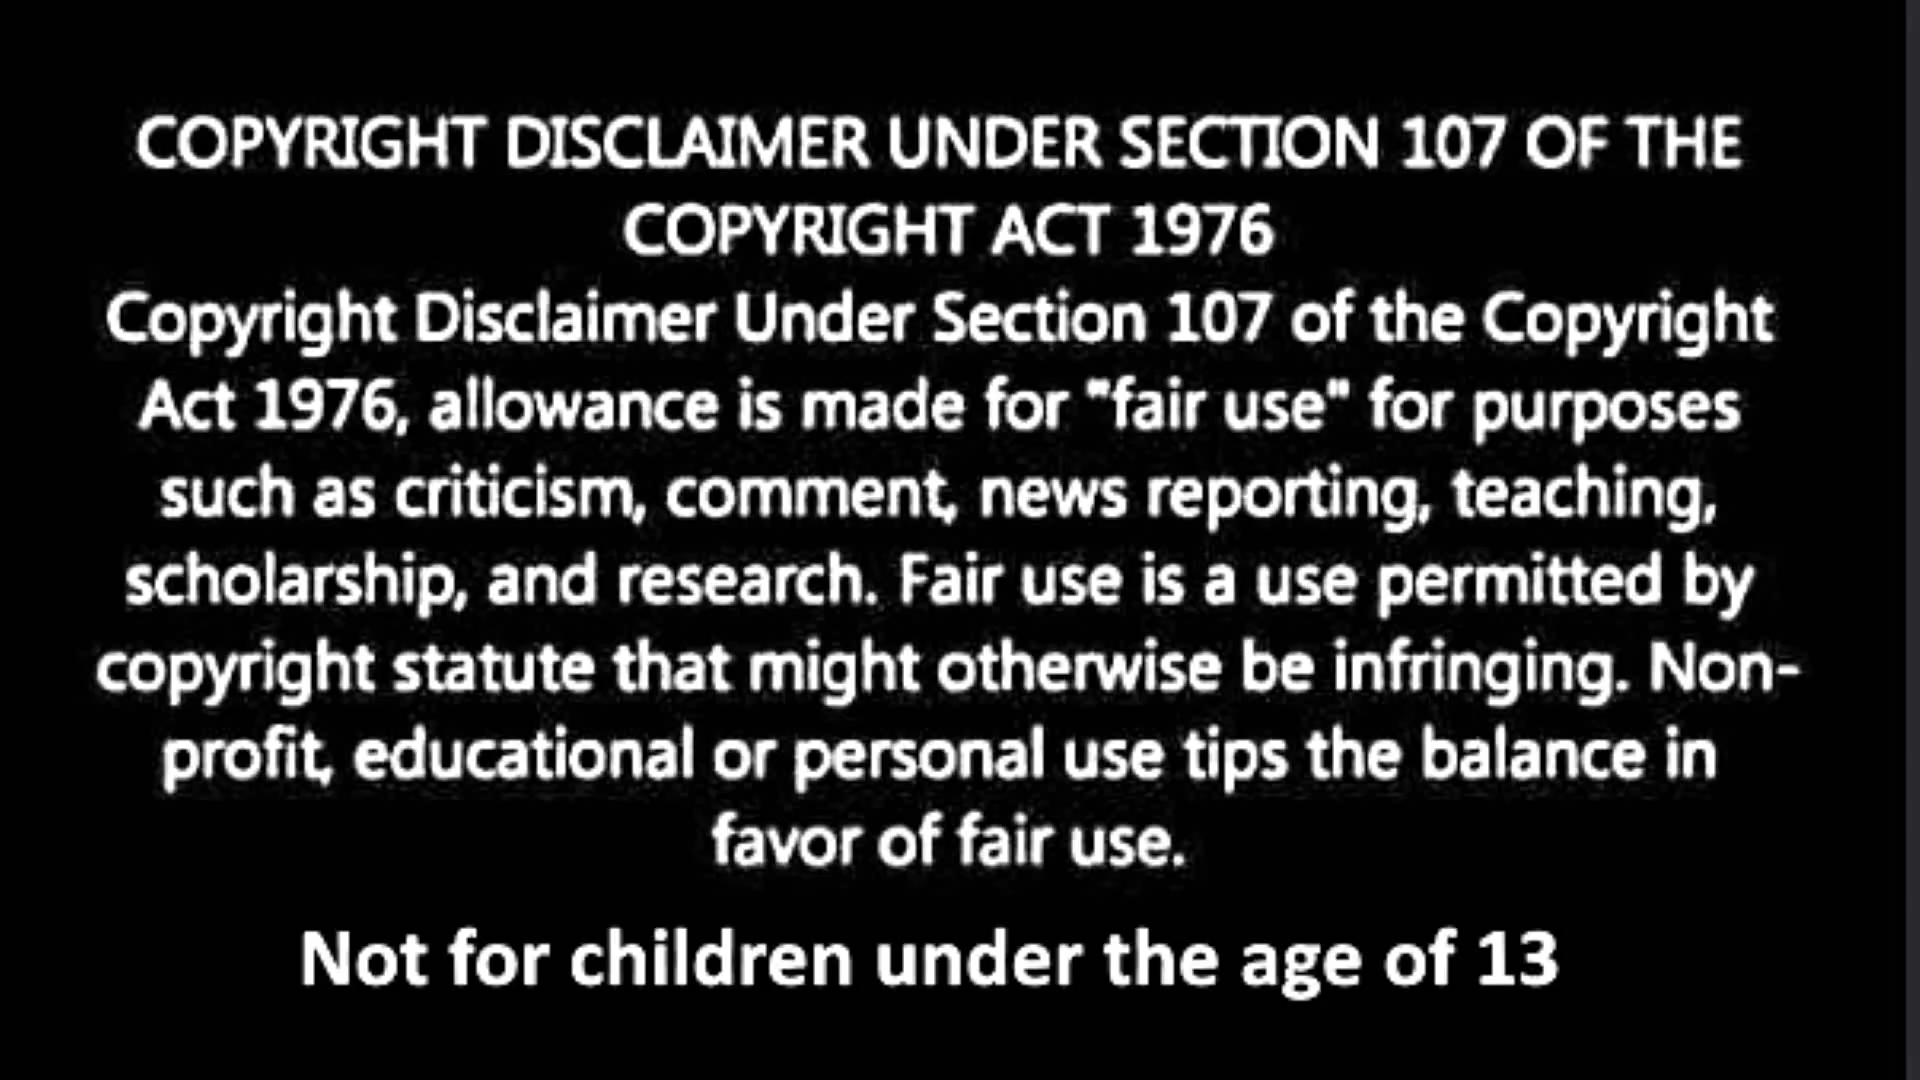 COPYRIGHT DISCLAIMER UNDER SECTION 107 OF THE
COPYRIGHT ACT 1976
Copyright Disclaimer Under Section 107 of the Copyright
Act 1976, allowance is made for "fair use" for purposes
such as criticism, comment, news reporting, teaching,
scholarship, and research. Fair use is a use permitted by
copyright statute that might otherwise be infringing. Non-
profit, educational or personal use tips the balance in
favor of fair use.
Not for children under the age of 13